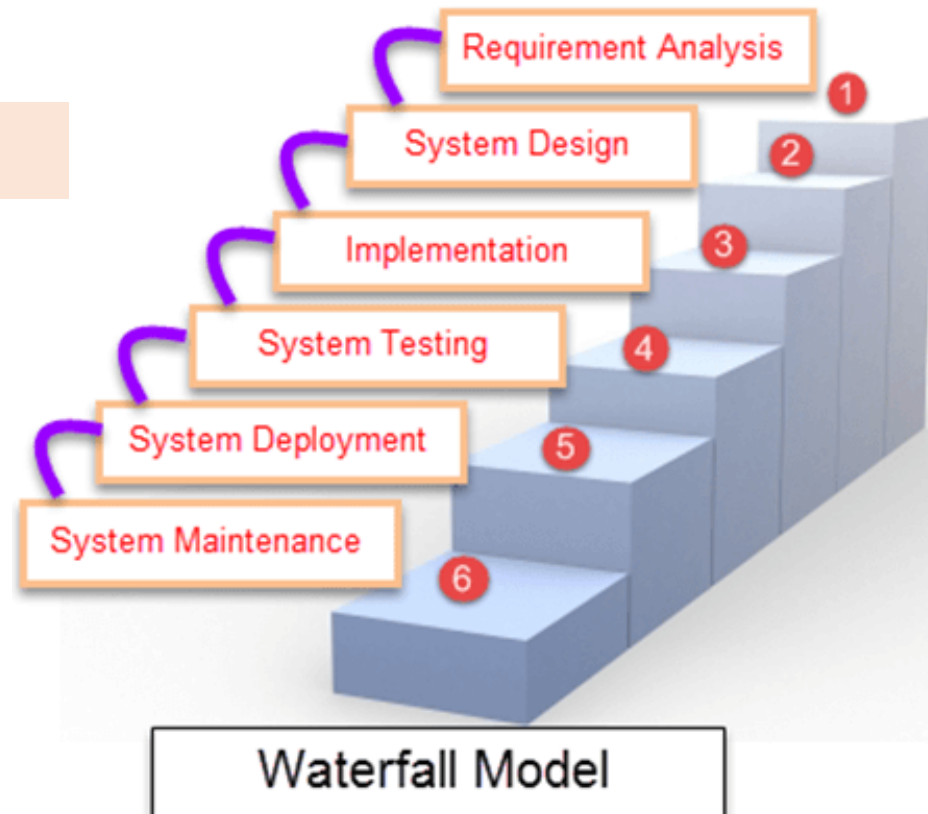 Requirement Analysis
1
System Design
2
Implementation
3
System Testing
4
System Deployment
5
System Maintenance
6
Waterfall Model